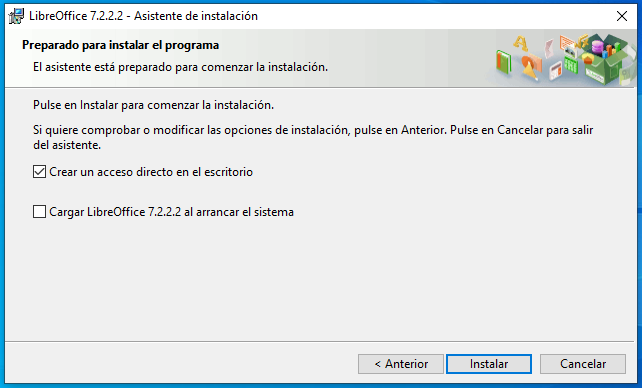 LibreOffice 7.2.2.2 - Asistente de instalación
Preparado para instalar el programa
El asistente está preparado para comenzar la instalación.
Pulse en Instalar para comenzar la instalación.
Si quiere comprobar o modificar las opciones de instalación, pulse en Anterior. Pulse en Cancelar para salir
del asistente.
Crear un acceso directo en el escritorio
Cargar LibreOffice 7.2.2.2 al arrancar el sistema
< Anterior
Instalar
Cancelar